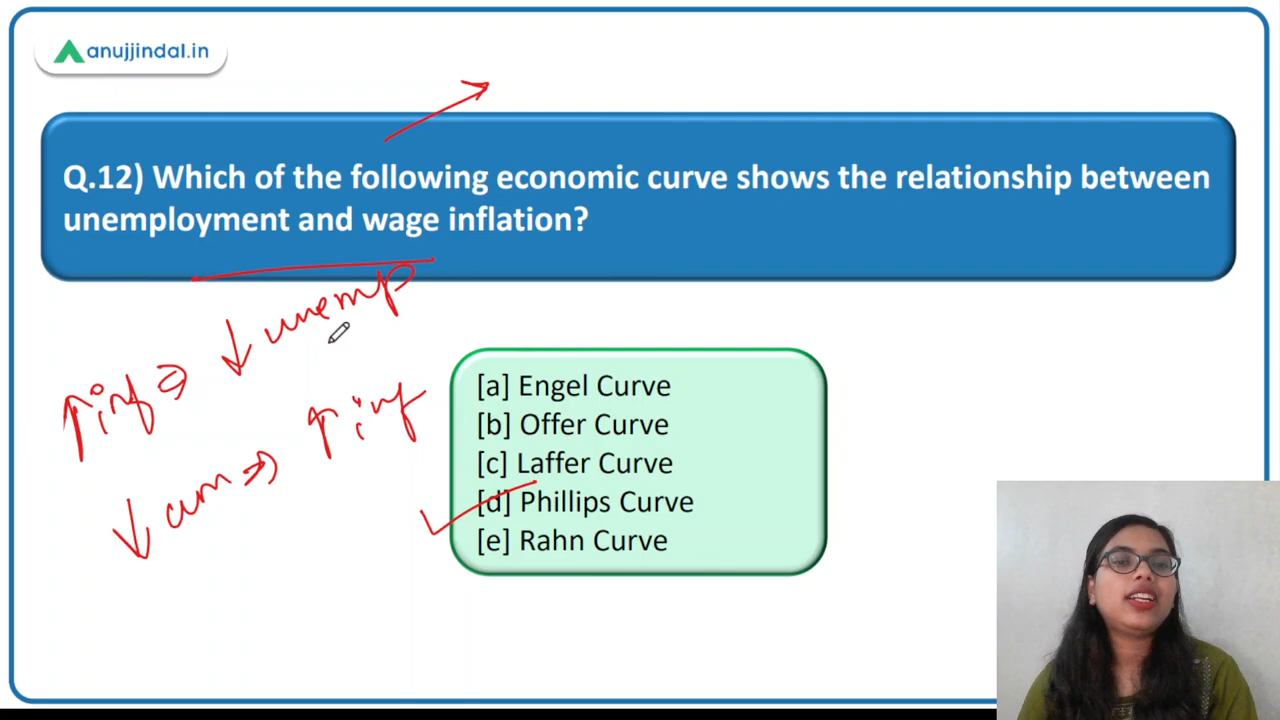 anujjindal.in
Q.12) Which of the following economic curve shows the relationship between
unemployment and wage inflation?
↑inf ⇒ ↓ unemp
↓ um ⇒ ↑ inf
[a] Engel Curve
[b] Offer Curve
[c] Laffer Curve
[d] Phillips Curve
[e] Rahn Curve